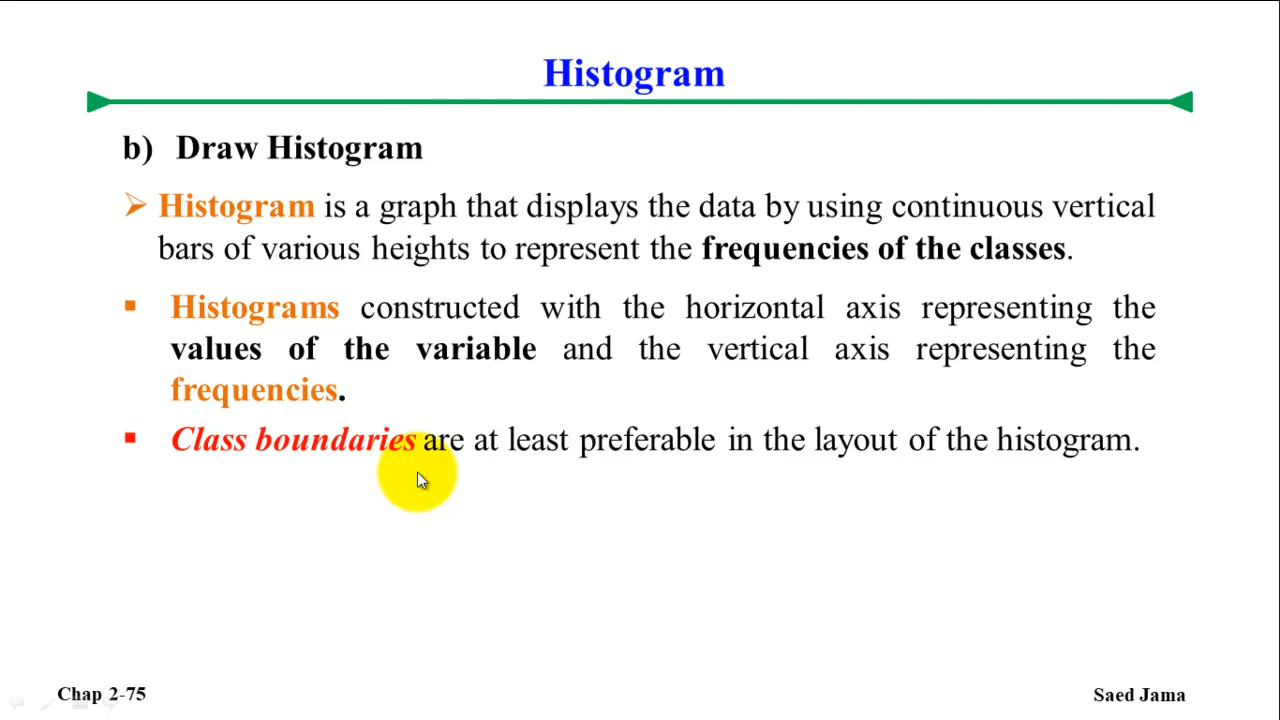 Histogram
b) Draw Histogram
Histogram is a graph that displays the data by using continuous vertical
bars of various heights to represent the frequencies of the classes.
Histograms constructed with the horizontal axis representing the
values of the variable and the vertical axis representing the
frequencies.
Class boundaries are at least preferable in the layout of the histogram.
Chap 2-75
Saed Jama